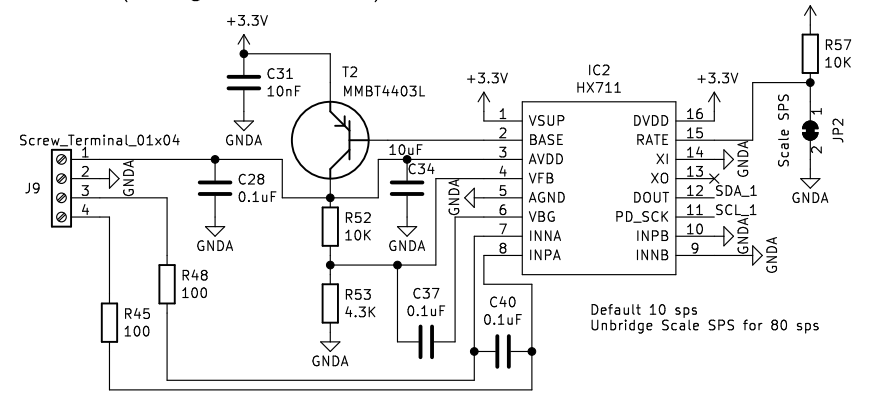 +3.3V
C31
10nF
GNDA
T2
MMBT4403L
+3.3V
IC2
HX711
+3.3V
R57
10K
Scale SPS
1
2
JP2
GNDA
Screw_Terminal_01x04
J9
1
2
3
4
GNDA
C28
0.1uF
GNDA
10uF
C34
GNDA
GNDA
1 VSUP
2 BASE
3 AVDD
4 VFB
5 AGND
6 VBG
7 INNA
8 INPA
DVDD 16
RATE 15
XI 14
XO 13
DOUT 12
PD_SCK 11
INPB 10
INNB 9
GNDA
SDA_1
SCL_1
GNDA
GNDA
R52
10K
R53
4.3K
GNDA
R48
100
R45
100
C37
0.1uF
C40
0.1uF
Default 10 sps
Unbridge Scale SPS for 80 sps